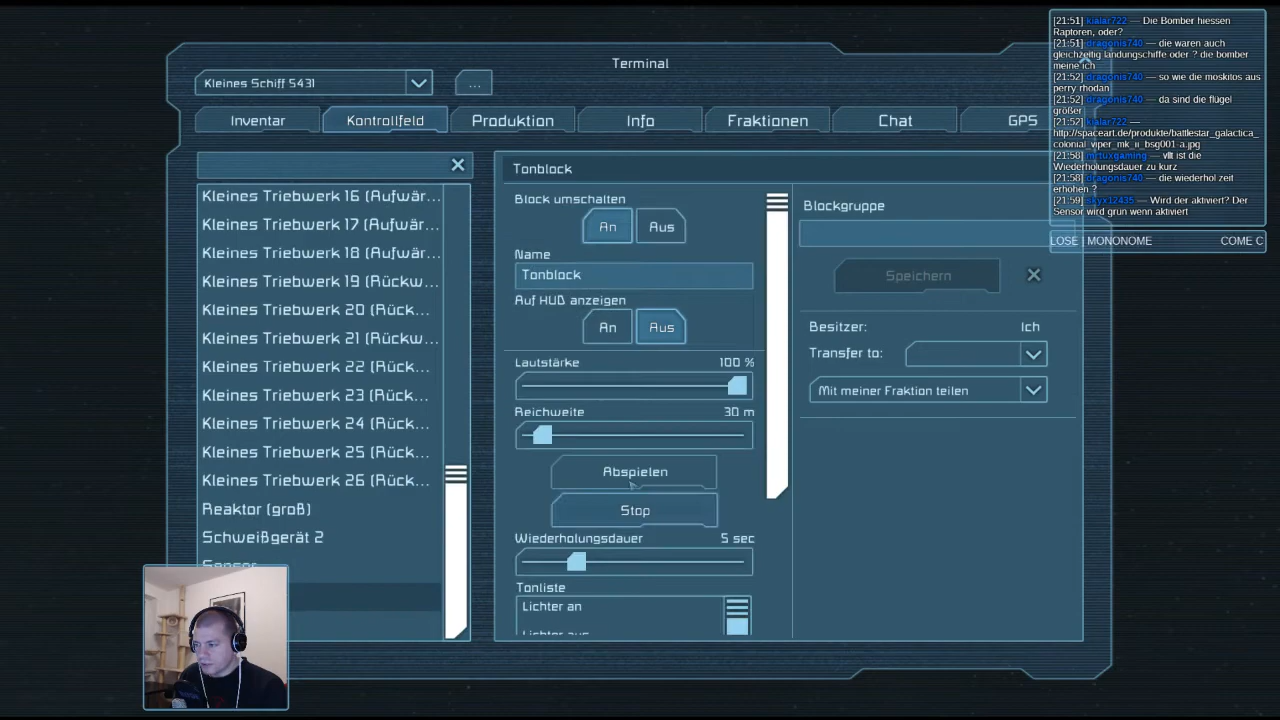 Terminal
Kleines Schiff 5431
...
Inventar
Kontrollfeld
Produktion
Info
Fraktionen
Chat
GPS
Kleines Triebwerk 16 (Aufwär...
Kleines Triebwerk 17 (Aufwär...
Kleines Triebwerk 18 (Aufwär...
Kleines Triebwerk 19 (Rückw...
Kleines Triebwerk 20 (Rück...
Kleines Triebwerk 21 (Rückw...
Kleines Triebwerk 22 (Rück...
Kleines Triebwerk 23 (Rück...
Kleines Triebwerk 24 (Rück...
Kleines Triebwerk 25 (Rück...
Kleines Triebwerk 26 (Rück...
Reaktor (groß)
Schweißgerät 2
Sensor
Tonblock
Block umschalten
An Aus
Name
Tonblock
Auf HUD anzeigen
An Aus
Lautstärke 100 %
Reichweite 30 m
Abspielen
Stop
Wiederholungsdauer 5 sec
Tonliste
Lichter an
Lichter aus
Blockgruppe
Speichern
Besitzer: Ich
Transfer to:
Mit meiner Fraktion teilen
[21:51] kialar722 — Die Bomber hiessen
Raptoren, oder?
[21:51] dragonis740 — die waren auch
gleichzeitig landungschiffe oder ? die bomber
meine ich
[21:52] dragonis740 — so wie die moskitos aus
perry rhodan
[21:52] dragonis740 — da sind die flügel
größer
[21:52] kialar722 —
http://spaceart.de/produkte/battlestar_galactica_
colonial_viper_mk_ii_bsg001-a.jpg
[21:58] mrtuxgaming — vllt ist die
Wiederholungsdauer zu kurz
[21:58] dragonis740 — die wiederhol zeit
erhöhen ?
[21:59] skyx12435 — Wird der aktiviert? Der
Sensor wird grün wenn aktiviert
LOSE | MONONOME COME C